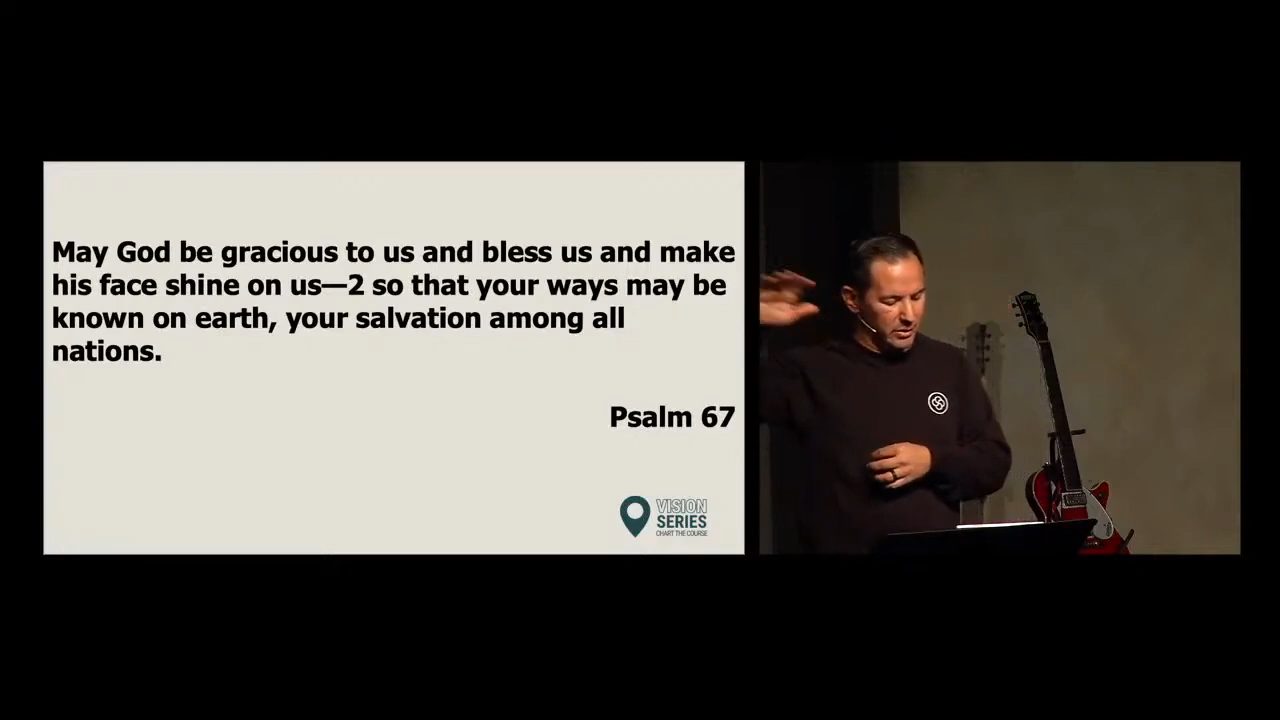 May God be gracious to us and bless us and make
his face shine on us—2 so that your ways may be
known on earth, your salvation among all
nations.
Psalm 67
VISION
SERIES
CHART THE COURSE